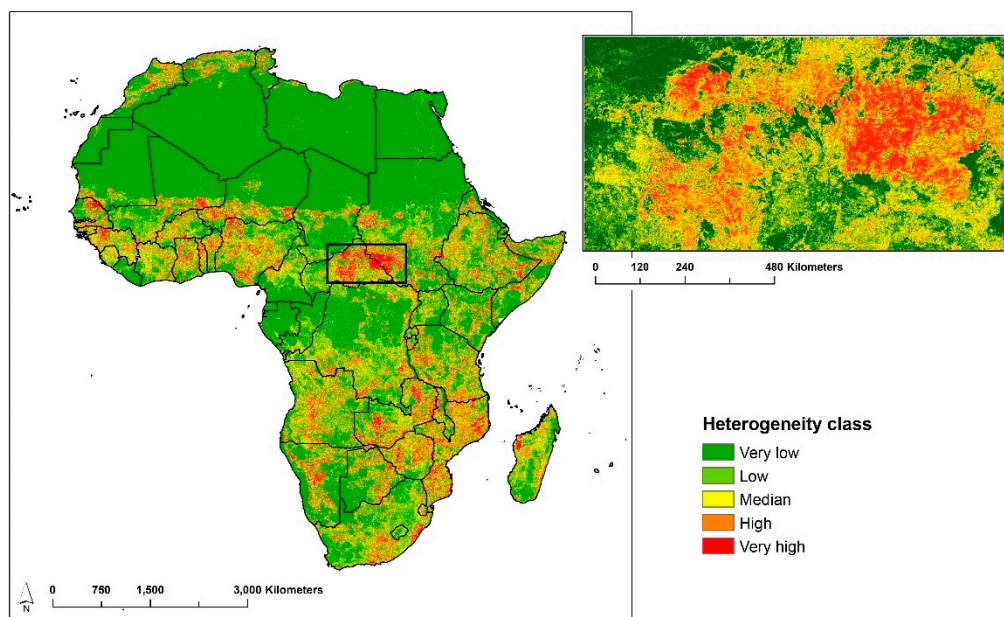 0 120 240 480 Kilometers
Heterogeneity class
Very low
Low
Median
High
Very high
0 750 1,500 3,000 Kilometers
N